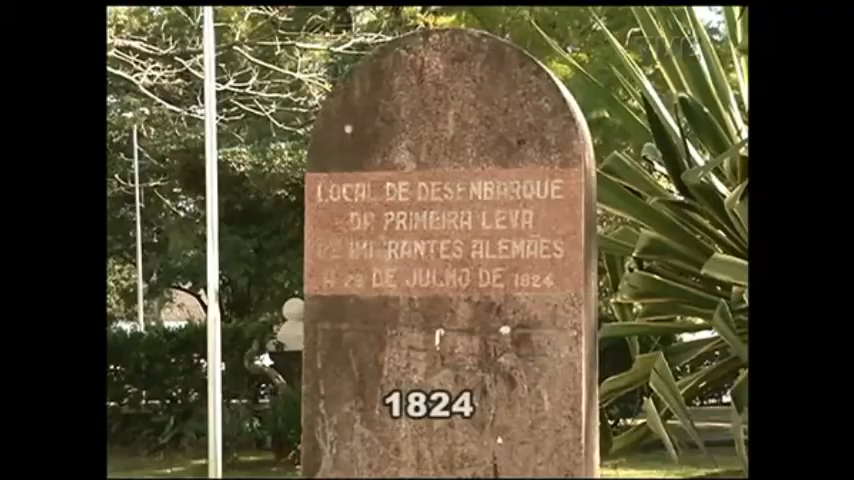 LOCAL DE DESEMBARQUE
DA PRIMEIRA LEVA
DE IMIGRANTES ALEMÃES
A 25 DE JULHO DE 1824
1824